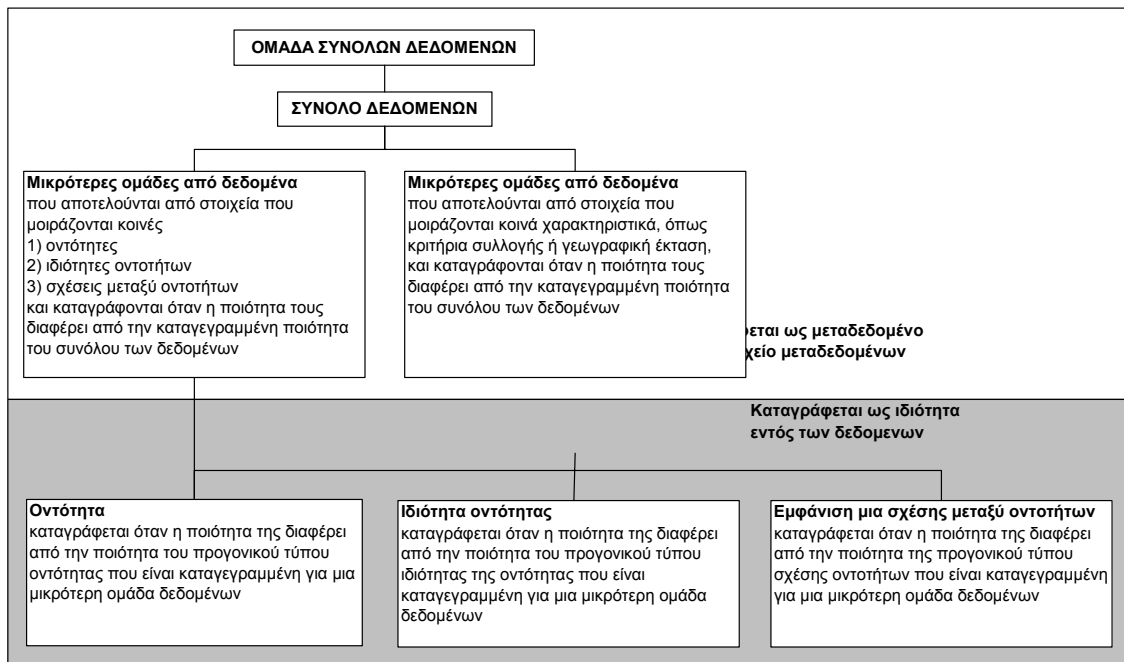 ΟΜΑΔΑ ΣΥΝΟΛΩΝ ΔΕΔΟΜΕΝΩΝ
ΣΥΝΟΛΟ ΔΕΔΟΜΕΝΩΝ
Μικρότερες ομάδες από δεδομένα
που αποτελούνται από στοιχεία που
μοιράζονται κοινές
1) οντότητες
2) ιδιότητες οντοτήτων
3) σχέσεις μεταξύ οντοτήτων
και καταγράφονται όταν η ποιότητα τους
διαφέρει από την καταγεγραμμένη ποιότητα
του συνόλου των δεδομένων
Μικρότερες ομάδες από δεδομένα
που αποτελούνται από στοιχεία που
μοιράζονται κοινά χαρακτηριστικά, όπως
κριτήρια συλλογής ή γεωγραφική έκταση,
και καταγράφονται όταν η ποιότητα τους
διαφέρει από την καταγεγραμμένη ποιότητα
του συνόλου των δεδομένων
ως μεταδεδομένο
μεταδεδομένων
Καταγράφεται ως ιδιότητα
εντός των δεδομενων
Οντότητα
καταγράφεται όταν η ποιότητα της διαφέρει
από την ποιότητα του προγονικού τύπου
οντότητας που είναι καταγεγραμμένη για μια
μικρότερη ομάδα δεδομένων
Ιδιότητα οντότητας
καταγράφεται όταν η ποιότητα της διαφέρει
από την ποιότητα του προγονικού τύπου
ιδιότητας της οντότητας που είναι
καταγεγραμμένη για μια μικρότερη ομάδα
δεδομένων
Εμφάνιση μια σχέσης μεταξύ οντοτήτων
καταγράφεται όταν η ποιότητα της διαφέρει
από την ποιότητα της προγονικού τύπου
σχέσης οντοτήτων που είναι καταγεγραμμένη
για μια μικρότερη ομάδα δεδομένων